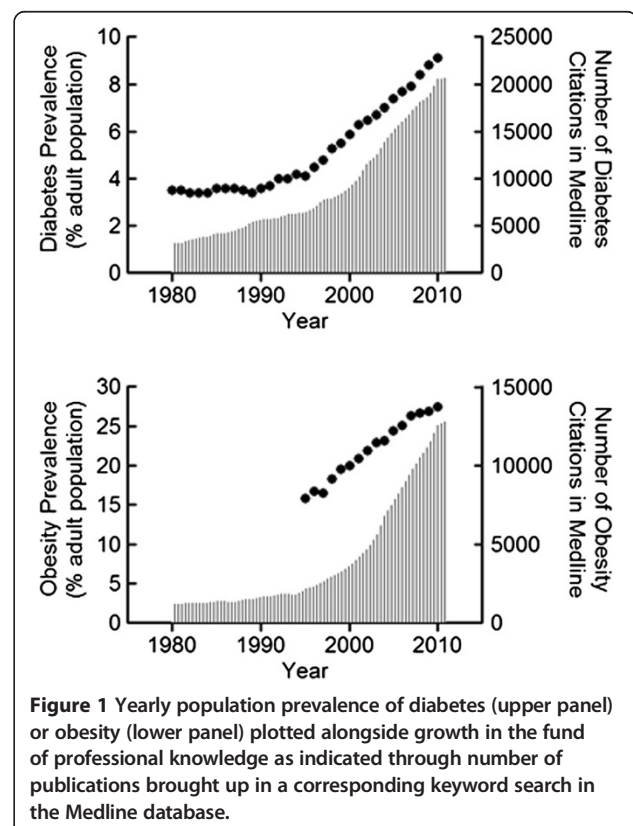 Diabetes Prevalence
(% adult population)
10
8
6
4
2
0
25000
20000
15000
10000
5000
0
Number of Diabetes
Citations in Medline
1980
1990
2000
2010
Year
Obesity Prevalence
(% adult population)
30
25
20
15
10
5
0
15000
10000
5000
0
Number of Obesity
Citations in Medline
1980
1990
2000
2010
Year
Figure 1 Yearly population prevalence of diabetes (upper panel)
or obesity (lower panel) plotted alongside growth in the fund
of professional knowledge as indicated through number of
publications brought up in a corresponding keyword search in
the Medline database.